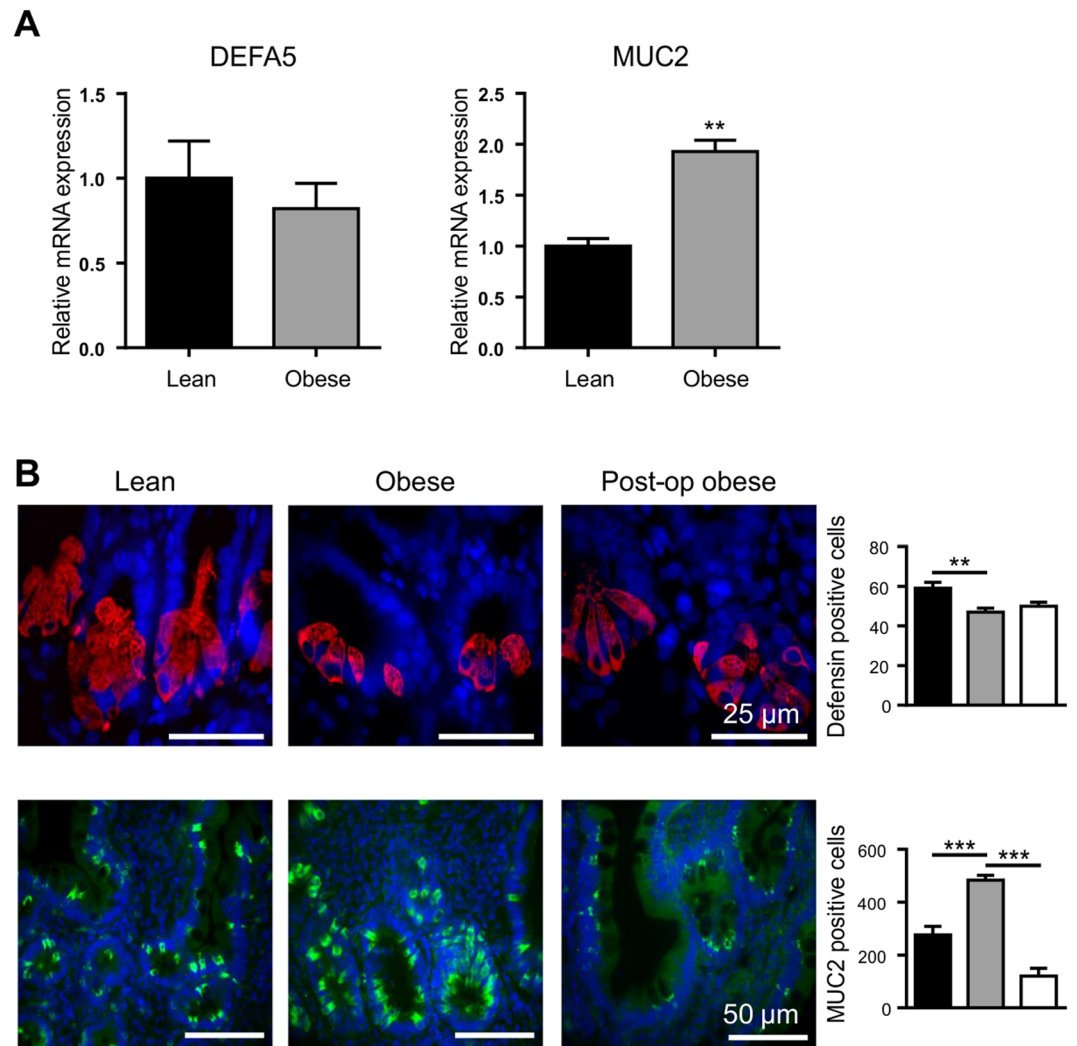 A
DEFA5
Relative mRNA expression
1.5
1.0
0.5
0.0
Lean
Obese
MUC2
Relative mRNA expression
2.5
2.0
1.5
1.0
0.5
0.0
**
Lean
Obese
B
Lean
Obese
Post-op obese
25 µm
Defensin positive cells
80
60
40
20
0
**
50 µm
MUC2 positive cells
600
400
200
0
***
***